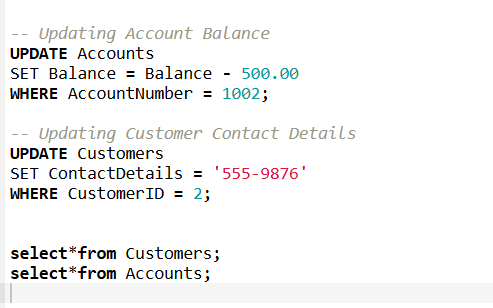 -- Updating Account Balance
UPDATE Accounts
SET Balance = Balance - 500.00
WHERE AccountNumber = 1002;
-- Updating Customer Contact Details
UPDATE Customers
SET ContactDetails = '555-9876'
WHERE CustomerID = 2;
select*from Customers;
select*from Accounts;